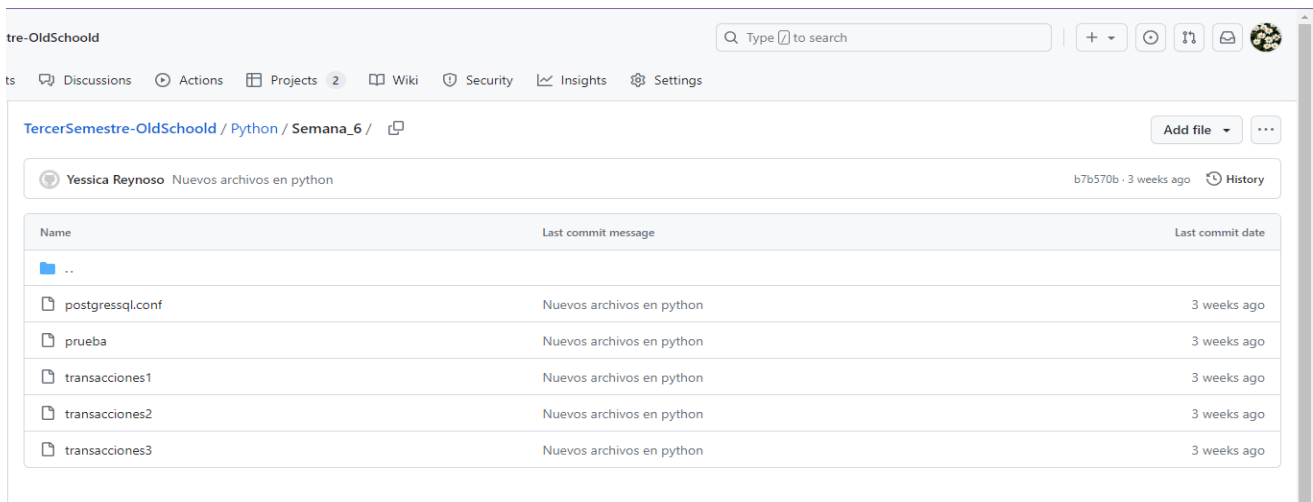 tre-OldSchoold
Type / to search
ts Discussions Actions Projects 2 Wiki Security Insights Settings
TercerSemestre-OldSchoold / Python / Semana_6 /
Add file
Yessica Reynoso Nuevos archivos en python b7b570b · 3 weeks ago History
Name Last commit message Last commit date
..
postgressql.conf Nuevos archivos en python 3 weeks ago
prueba Nuevos archivos en python 3 weeks ago
transacciones1 Nuevos archivos en python 3 weeks ago
transacciones2 Nuevos archivos en python 3 weeks ago
transacciones3 Nuevos archivos en python 3 weeks ago